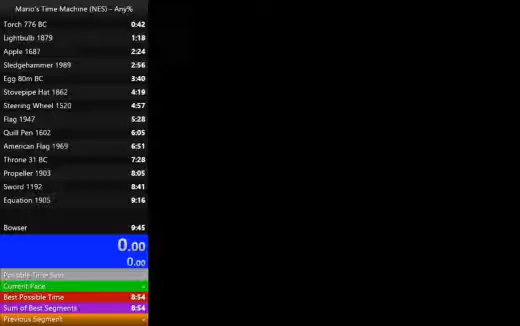 Mario's Time Machine (NES) - Any%
Torch 776 BC 0:42
Lightbulb 1879 1:18
Apple 1687 2:24
Sledgehammer 1989 2:56
Egg 80m BC 3:40
Stovepipe Hat 1862 4:19
Steering Wheel 1520 4:57
Flag 1947 5:28
Quill Pen 1602 6:05
American Flag 1969 6:51
Throne 31 BC 7:28
Propeller 1903 8:05
Sword 1192 8:41
Equation 1905 9:16
Bowser 9:45
0.00
0.00
Possible Time Save -
Current Pace -
Best Possible Time 8:54
Sum of Best Segments 8:54
Previous Segment -